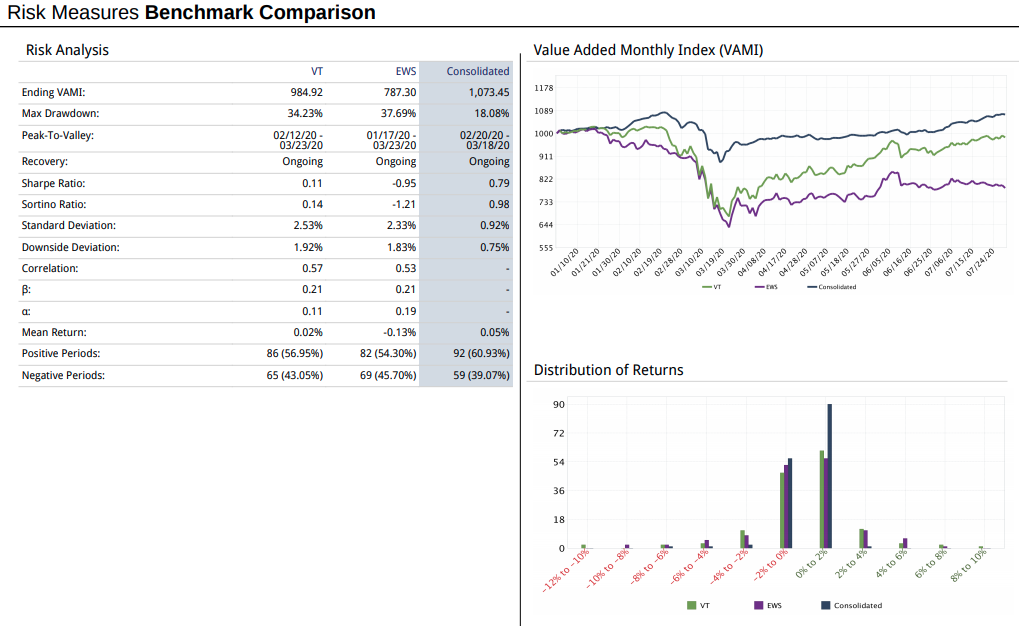 Risk Measures Benchmark Comparison
Risk Analysis
VT EWS Consolidated
Ending VAMI: 984.92 787.30 1,073.45
Max Drawdown: 34.23% 37.69% 18.08%
Peak-To-Valley: 02/12/20 - 03/23/20 01/17/20 - 03/23/20 02/20/20 - 03/18/20
Recovery: Ongoing Ongoing Ongoing
Sharpe Ratio: 0.11 -0.95 0.79
Sortino Ratio: 0.14 -1.21 0.98
Standard Deviation: 2.53% 2.33% 0.92%
Downside Deviation: 1.92% 1.83% 0.75%
Correlation: 0.57 0.53 -
β: 0.21 0.21 -
α: 0.11 0.19 -
Mean Return: 0.02% -0.13% 0.05%
Positive Periods: 86 (56.95%) 82 (54.30%) 92 (60.93%)
Negative Periods: 65 (43.05%) 69 (45.70%) 59 (39.07%)
Value Added Monthly Index (VAMI)
1178
1089
1000
911
822
733
644
555
01/10/20 01/21/20 01/30/20 02/10/20 02/19/20 02/28/20 03/10/20 03/19/20 03/30/20 04/08/20 04/17/20 04/28/20 05/07/20 05/18/20 05/27/20 06/05/20 06/16/20 06/25/20 07/06/20 07/15/20 07/24/20
VT EWS Consolidated
Distribution of Returns
90
72
54
36
18
0
-12% to -10% -10% to -8% -8% to -6% -6% to -4% -4% to -2% -2% to 0% 0% to 2% 2% to 4% 4% to 6% 6% to 8% 8% to 10%
VT EWS Consolidated